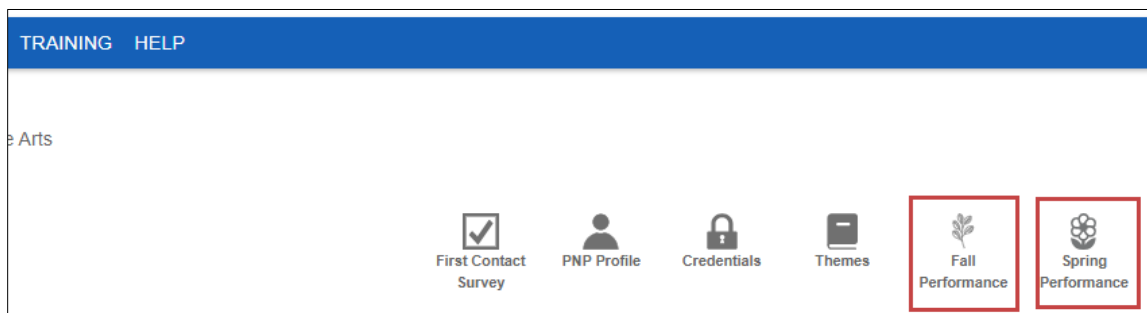 TRAINING HELP
e Arts
First Contact Survey
PNP Profile
Credentials
Themes
Fall Performance
Spring Performance